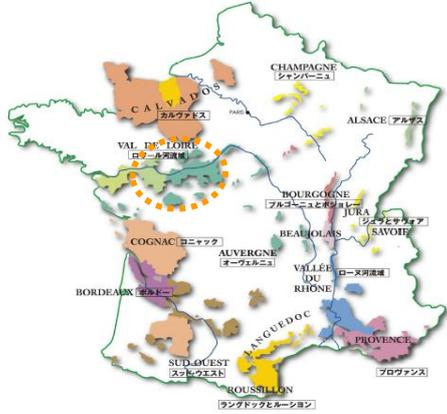 CHAMPAGNE
シャンパーニュ
CALVADOS
カルヴァドス
PARIS
ALSACE アルザス
VAL DE LOIRE
ロワール河流域
BOURGOGNE
ブルゴーニュとボジョレー
JURA
ジュラとサヴォア
SAVOIE
BEAUJOLAIS
COGNAC コニャック
AUVERGNE
オーヴェルニュ
VALLÉE
DU
RHÔNE
ローヌ河流域
BORDEAUX ボルドー
LANGUEDOC
PROVENCE
プロヴァンス
SUD-OUEST
スッド・ウエスト
ROUSSILLON
ラングドックとルーション